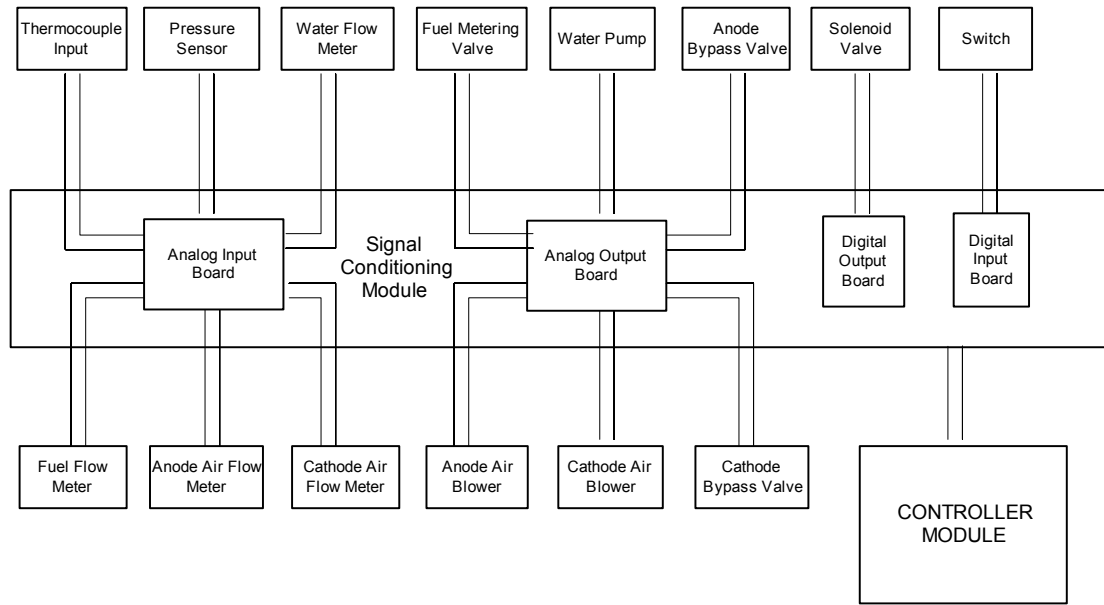 Thermocouple
Input
Pressure
Sensor
Water Flow
Meter
Fuel Metering
Valve
Water Pump
Anode
Bypass Valve
Solenoid
Valve
Switch
Analog Input
Board
Signal
Conditioning
Module
Analog Output
Board
Digital
Output
Board
Digital
Input
Board
Fuel Flow
Meter
Anode Air Flow
Meter
Cathode Air
Flow Meter
Anode Air
Blower
Cathode Air
Blower
Cathode
Bypass Valve
CONTROLLER
MODULE